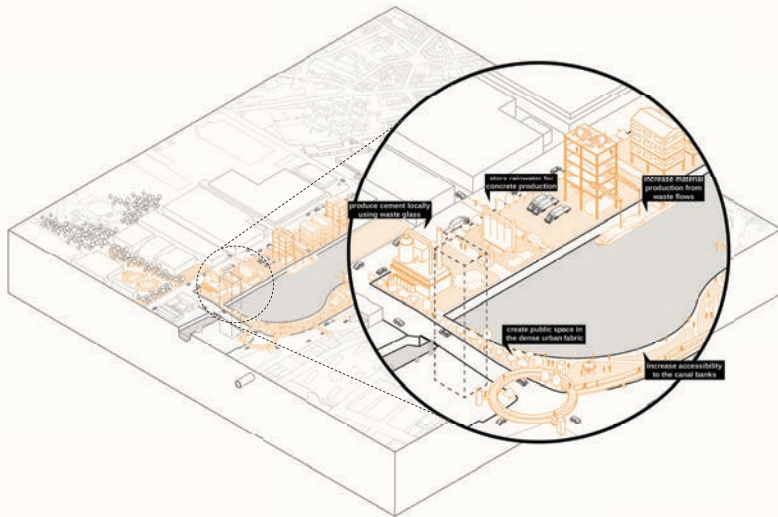 store rainwater for
concrete production
increase material
production from
waste flows
produce cement locally
using waste glass
create public space in
the dense urban fabric
increase accessibility
to the canal banks